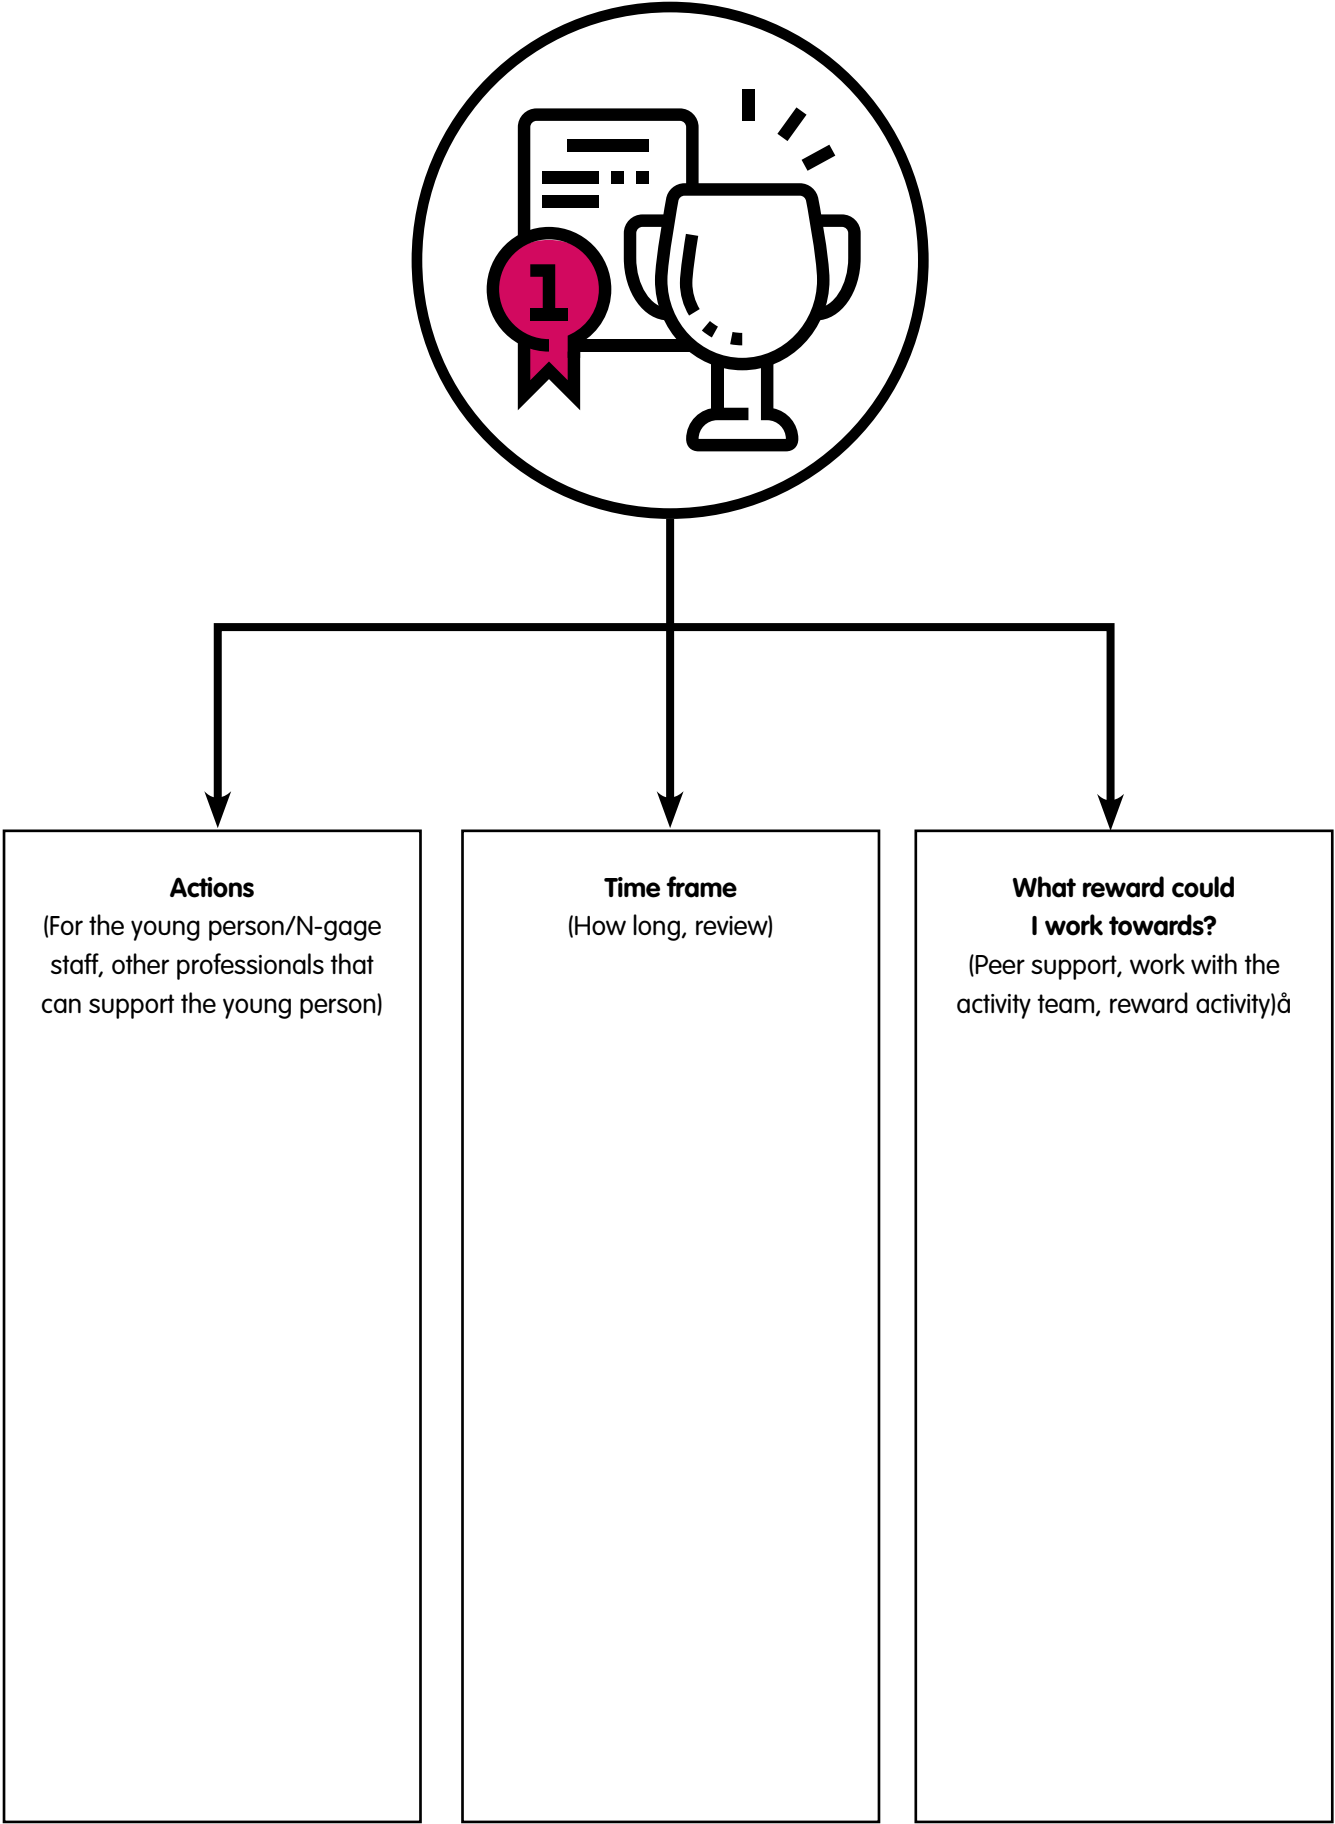 1
Actions
(For the young person/N-gage
staff, other professionals that
can support the young person)
Time frame
(How long, review)
What reward could
I work towards?
(Peer support, work with the
activity team, reward activity)å